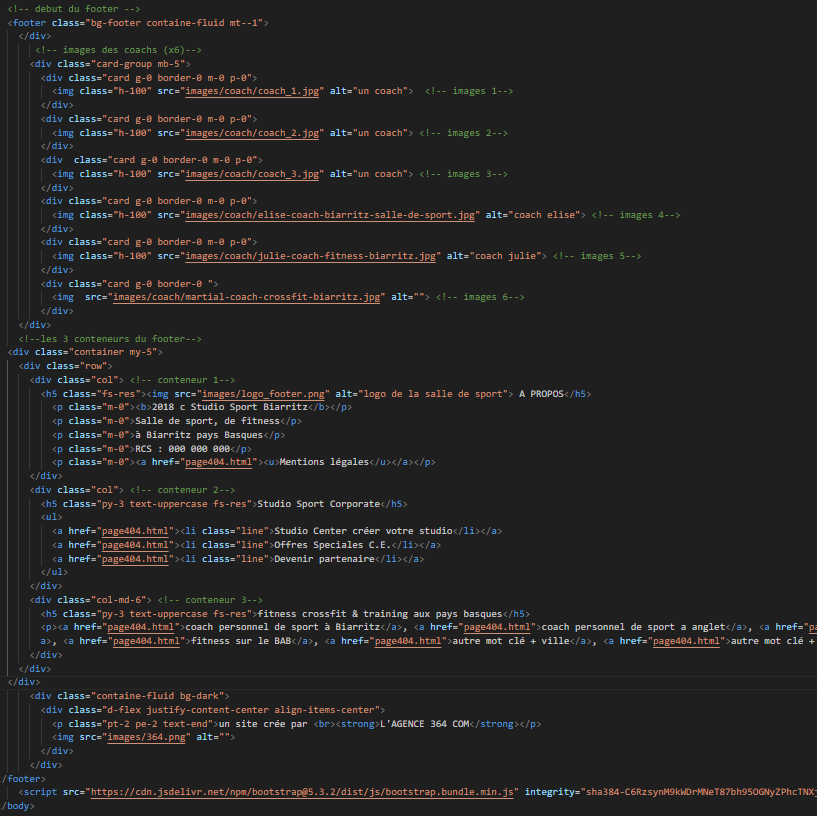 <!-- debut du footer -->
<footer class="bg-footer containe-fluid mt--1">
</div>
<!-- images des coachs (x6)-->
<div class="card-group mb-5">
<div class="card g-0 border-0 m-0 p-0">
<img class="h-100" src="images/coach/coach_1.jpg" alt="un coach">  <!-- images 1-->
</div>
<div class="card g-0 border-0 m-0 p-0">
<img class="h-100" src="images/coach/coach_2.jpg" alt="un coach"> <!-- images 2-->
</div>
<div  class="card g-0 border-0 m-0 p-0">
<img class="h-100" src="images/coach/coach_3.jpg" alt="un coach"> <!-- images 3-->
</div>
<div class="card g-0 border-0 m-0 p-0">
<img class="h-100" src="images/coach/elise-coach-biarritz-salle-de-sport.jpg" alt="coach elise"> <!-- images 4-->
</div>
<div class="card g-0 border-0 m-0 p-0">
<img class="h-100" src="images/coach/julie-coach-fitness-biarritz.jpg" alt="coach julie"> <!-- images 5-->
</div>
<div class="card g-0 border-0 ">
<img  src="images/coach/martial-coach-crossfit-biarritz.jpg" alt=""> <!-- images 6-->
</div>
</div>
<!--les 3 conteneurs du footer-->
<div class="container my-5">
<div class="row">
<div class="col"> <!-- conteneur 1-->
<h5 class="fs-res"><img src="images/logo_footer.png" alt="logo de la salle de sport"> A PROPOS</h5>
<p class="m-0"><b>2018 c Studio Sport Biarritz</b></p>
<p class="m-0">Salle de sport, de fitness</p>
<p class="m-0">à Biarritz pays Basques</p>
<p class="m-0">RCS : 000 000 000</p>
<p class="m-0"><a href="page404.html"><u>Mentions légales</u></a></p>
</div>
<div class="col"> <!-- conteneur 2-->
<h5 class="py-3 text-uppercase fs-res">Studio Sport Corporate</h5>
<ul>
<a href="page404.html"><li class="line">Studio Center créer votre studio</li></a>
<a href="page404.html"><li class="line">Offres Speciales C.E.</li></a>
<a href="page404.html"><li class="line">Devenir partenaire</li></a>
</ul>
</div>
<div class="col-md-6"> <!-- conteneur 3-->
<h5 class="py-3 text-uppercase fs-res">fitness crossfit & training aux pays basques</h5>
<p><a href="page404.html">coach personnel de sport à Biarritz</a>, <a href="page404.html">coach personnel de sport a anglet</a>, <a href="pa
a>, <a href="page404.html">fitness sur le BAB</a>, <a href="page404.html">autre mot clé + ville</a>, <a href="page404.html">autre mot clé +
</div>
</div>
</div>
<div class="containe-fluid bg-dark">
<div class="d-flex justify-content-center align-items-center">
<p class="pt-2 pe-2 text-end">un site crée par <br><strong>L'AGENCE 364 COM</strong></p>
<img src="images/364.png" alt="">
</div>
</div>
/footer>
<script src="https://cdn.jsdelivr.net/npm/bootstrap@5.3.2/dist/js/bootstrap.bundle.min.js" integrity="sha384-C6RzsynM9kWDrMNeT87bh95OGNyZPhcTNXj
/body>